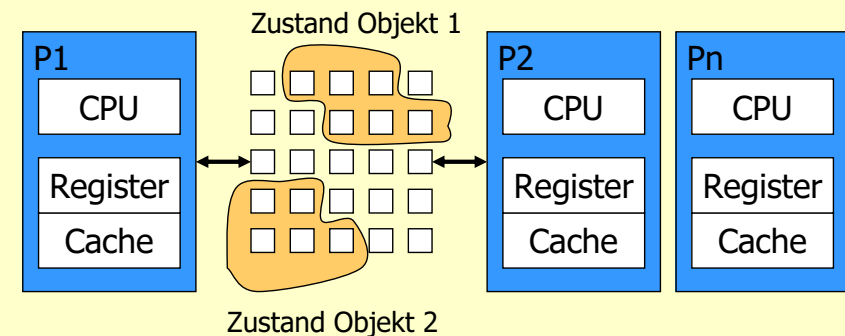 Zustand Objekt 1
P1
CPU
Register
Cache
P2
CPU
Register
Cache
Pn
CPU
Register
Cache
Zustand Objekt 2